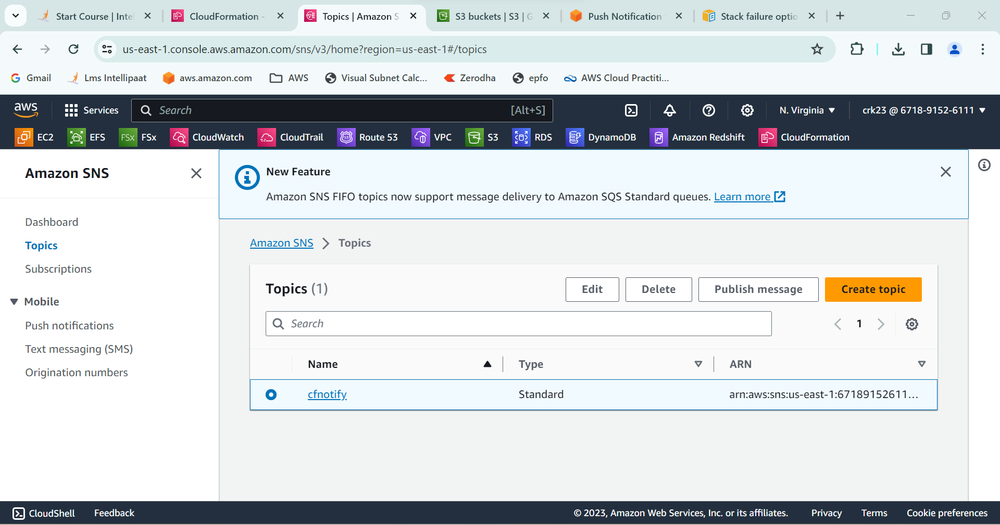 Start Course | Inte
CloudFormation -
Topics | Amazon S
S3 buckets | S3 | G
Push Notification S
Stack failure optio
us-east-1.console.aws.amazon.com/sns/v3/home?region=us-east-1#/topics
Gmail
Lms Intellipaat
aws.amazon.com
AWS
Visual Subnet Calc...
Zerodha
epfo
AWS Cloud Practiti...
aws
Services
Search
[Alt+S]
N. Virginia
crk23 @ 6718-9152-6111
EC2
EFS
FSx
FSx
CloudWatch
CloudTrail
53
Route 53
VPC
S3
RDS
DynamoDB
Amazon Redshift
CloudFormation
Amazon SNS
Dashboard
Topics
Subscriptions
Mobile
Push notifications
Text messaging (SMS)
Origination numbers
New Feature
Amazon SNS FIFO topics now support message delivery to Amazon SQS Standard queues. Learn more
Amazon SNS
Topics
Topics (1)
Edit
Delete
Publish message
Create topic
Search
1
Name
Type
ARN
cfnotify
Standard
arn:aws:sns:us-east-1:67189152611...
CloudShell
Feedback
© 2023, Amazon Web Services, Inc. or its affiliates.
Privacy
Terms
Cookie preferences